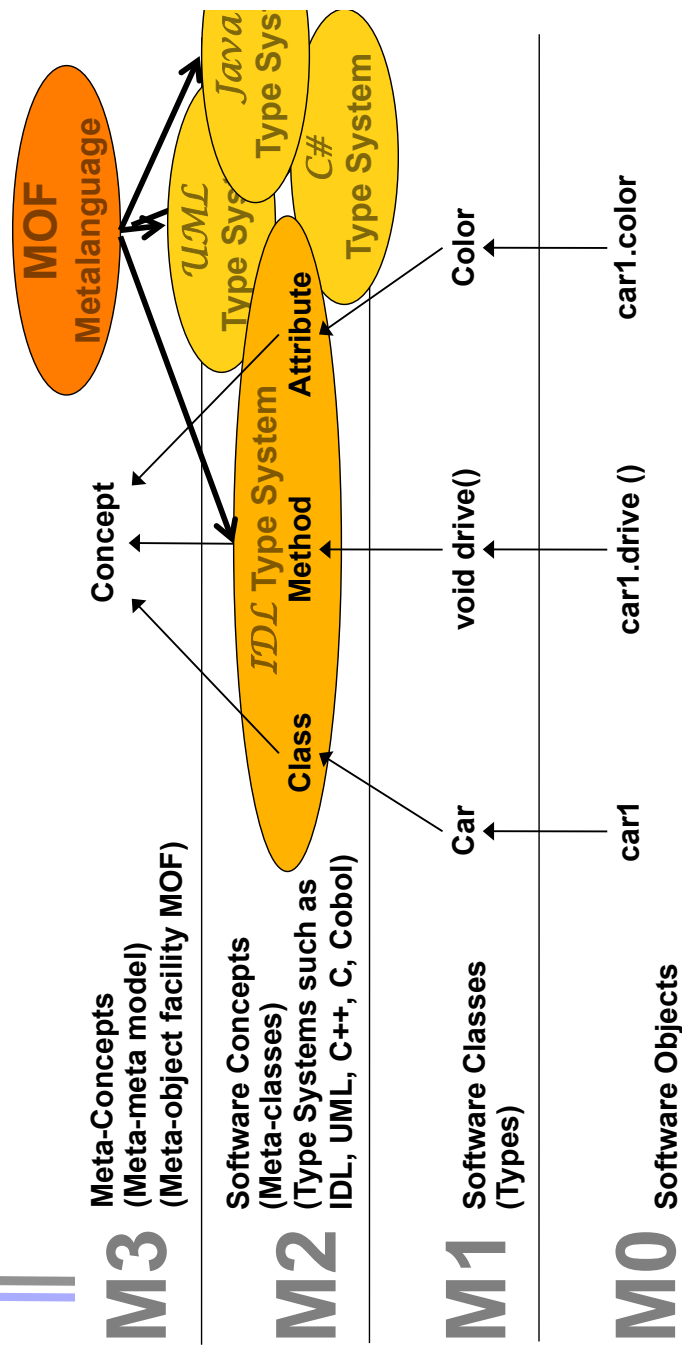 MOF
Metalanguage
M3
Meta-Concepts
(Meta-meta model)
(Meta-object facility MOF)
Concept
M2
Software Concepts
(Meta-classes)
(Type Systems such as
IDL, UML, C++, C, Cobol)
IDL Type System
Class
Method
Attribute
UML
Type Sys
Java
Type Sys
C#
Type System
M1
Software Classes
(Types)
Car
void drive()
Color
M0
Software Objects
car1
car1.drive ()
car1.color